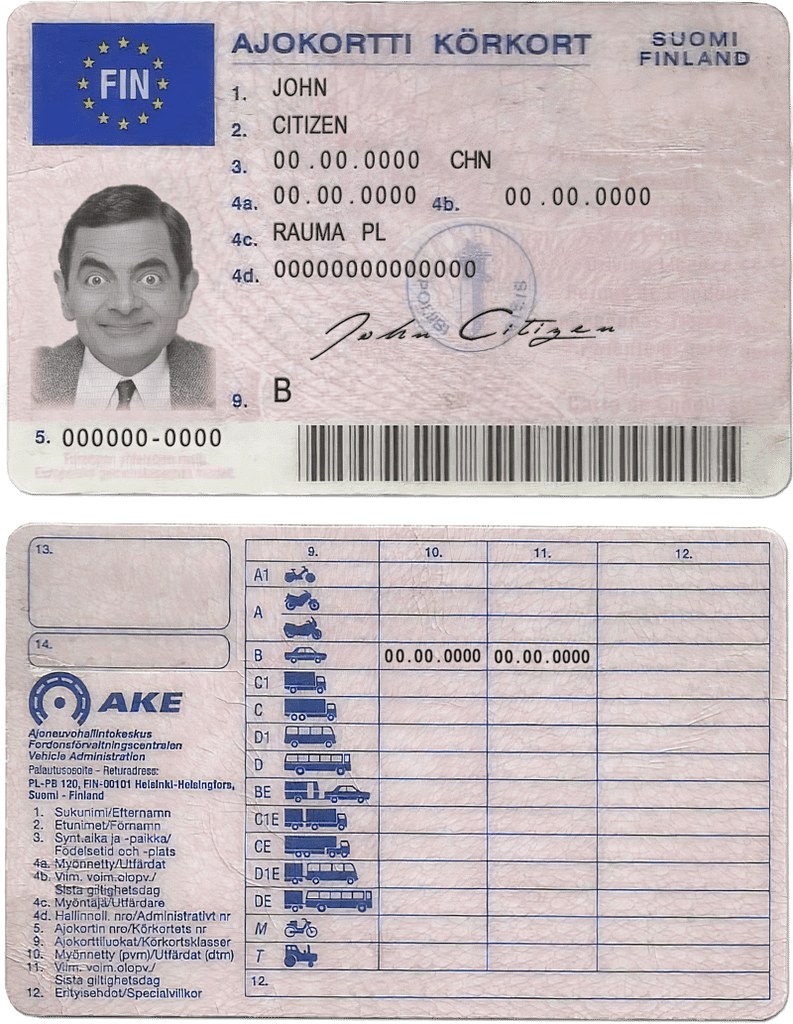 FIN
AJOKORTTI KÖRKORT
SUOMI
FINLAND
1. JOHN
2. CITIZEN
3. 00.00.0000 CHN
4a. 00.00.0000 4b. 00.00.0000
4c. RAUMA PL
4d. 00000000000000
John Citizen
9. B
5. 000000-0000
13.
14.
AKE
Ajoneuvohallintokeskus
Fordonsförvaltningscentralen
Vehicle Administration
Palautusosoite - Returadress:
PL-PB 120, FIN-00101 Helsinki-Helsingfors,
Suomi - Finland
1. Sukunimi/Efternamn
2. Etunimet/Förnamn
3. Synt.aika ja -paikka/
Födelsetid och -plats
4a. Myönnetty/Utfärdat
4b. Viim. voim.olopv./
Sista giltighetsdag
4c. Myöntäjä/Utfärdare
4d. Hallinnoll. nro/Administrativt nr
5. Ajokortin nro/Körkortets nr
9. Ajokorttiluokat/Körkortsklasser
10. Myönnetty (pvm)/Utfärdat (dtm)
11. Viim. voim.olopv./
Sista giltighetsdag
12. Erityisehdot/Specialvillkor
9. 10. 11. 12.
A1
A
B 00.00.0000 00.00.0000
C1
C
D1
D
BE
C1E
CE
D1E
DE
M
T
12.